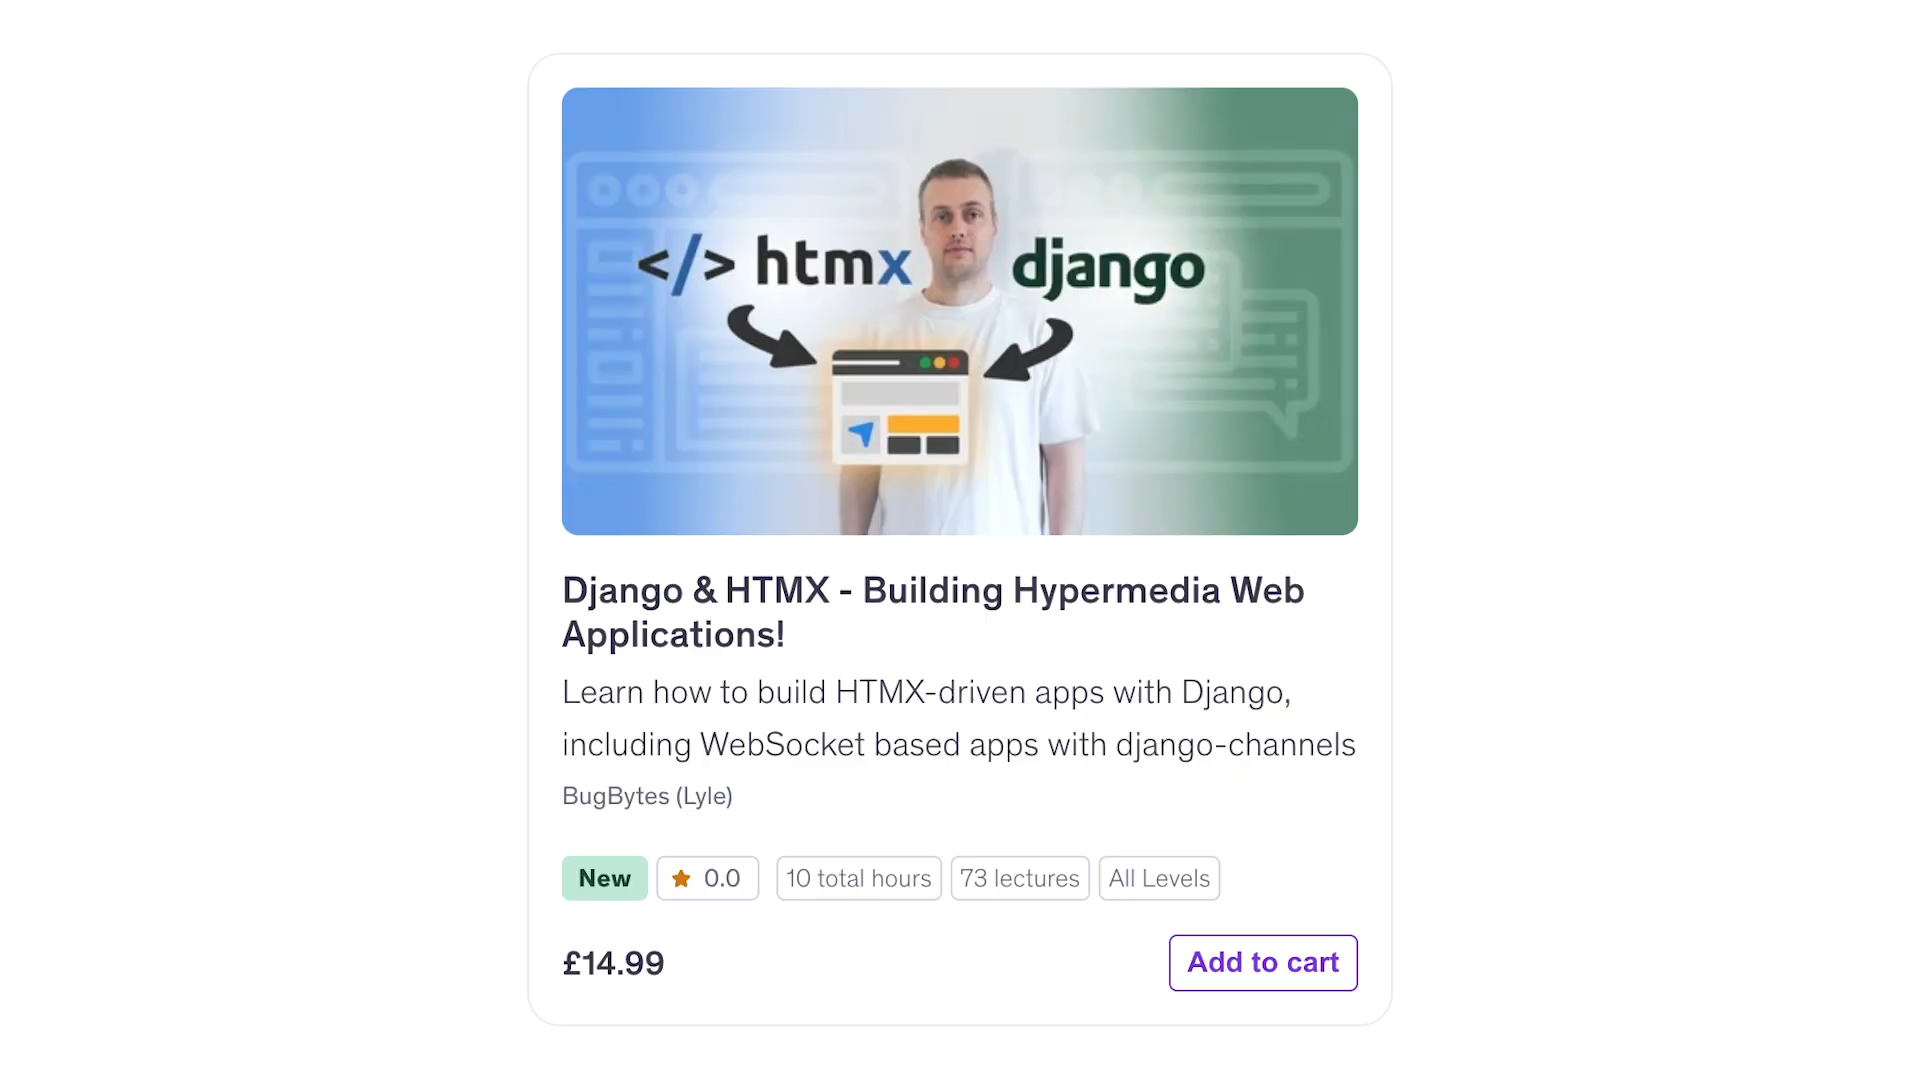 </> htmx
django
Django & HTMX - Building Hypermedia Web
Applications!
Learn how to build HTMX-driven apps with Django,
including WebSocket based apps with django-channels
BugBytes (Lyle)
New
0.0
10 total hours
73 lectures
All Levels
£14.99
Add to cart